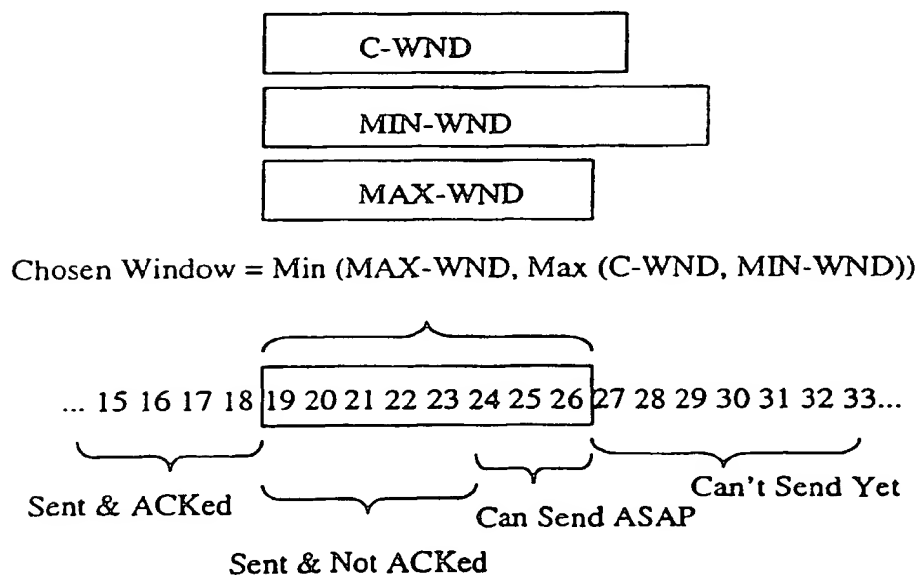 C-WND
MIN-WND
MAX-WND
Chosen Window = Min (MAX-WND, Max (C-WND, MIN-WND))
... 15 16 17 18 19 20 21 22 23 24 25 26 27 28 29 30 31 32 33...
Sent & ACKed
Can't Send Yet
Can Send ASAP
Sent & Not ACKed